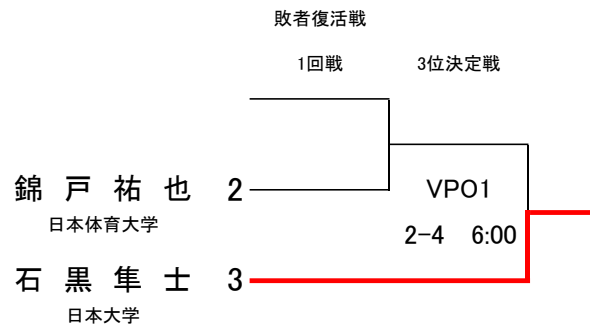 敗者復活戦
1回戦 3位決定戦
錦戸祐也 2
日本体育大学
VPO1
2-4 6:00
石黒隼士 3
日本大学